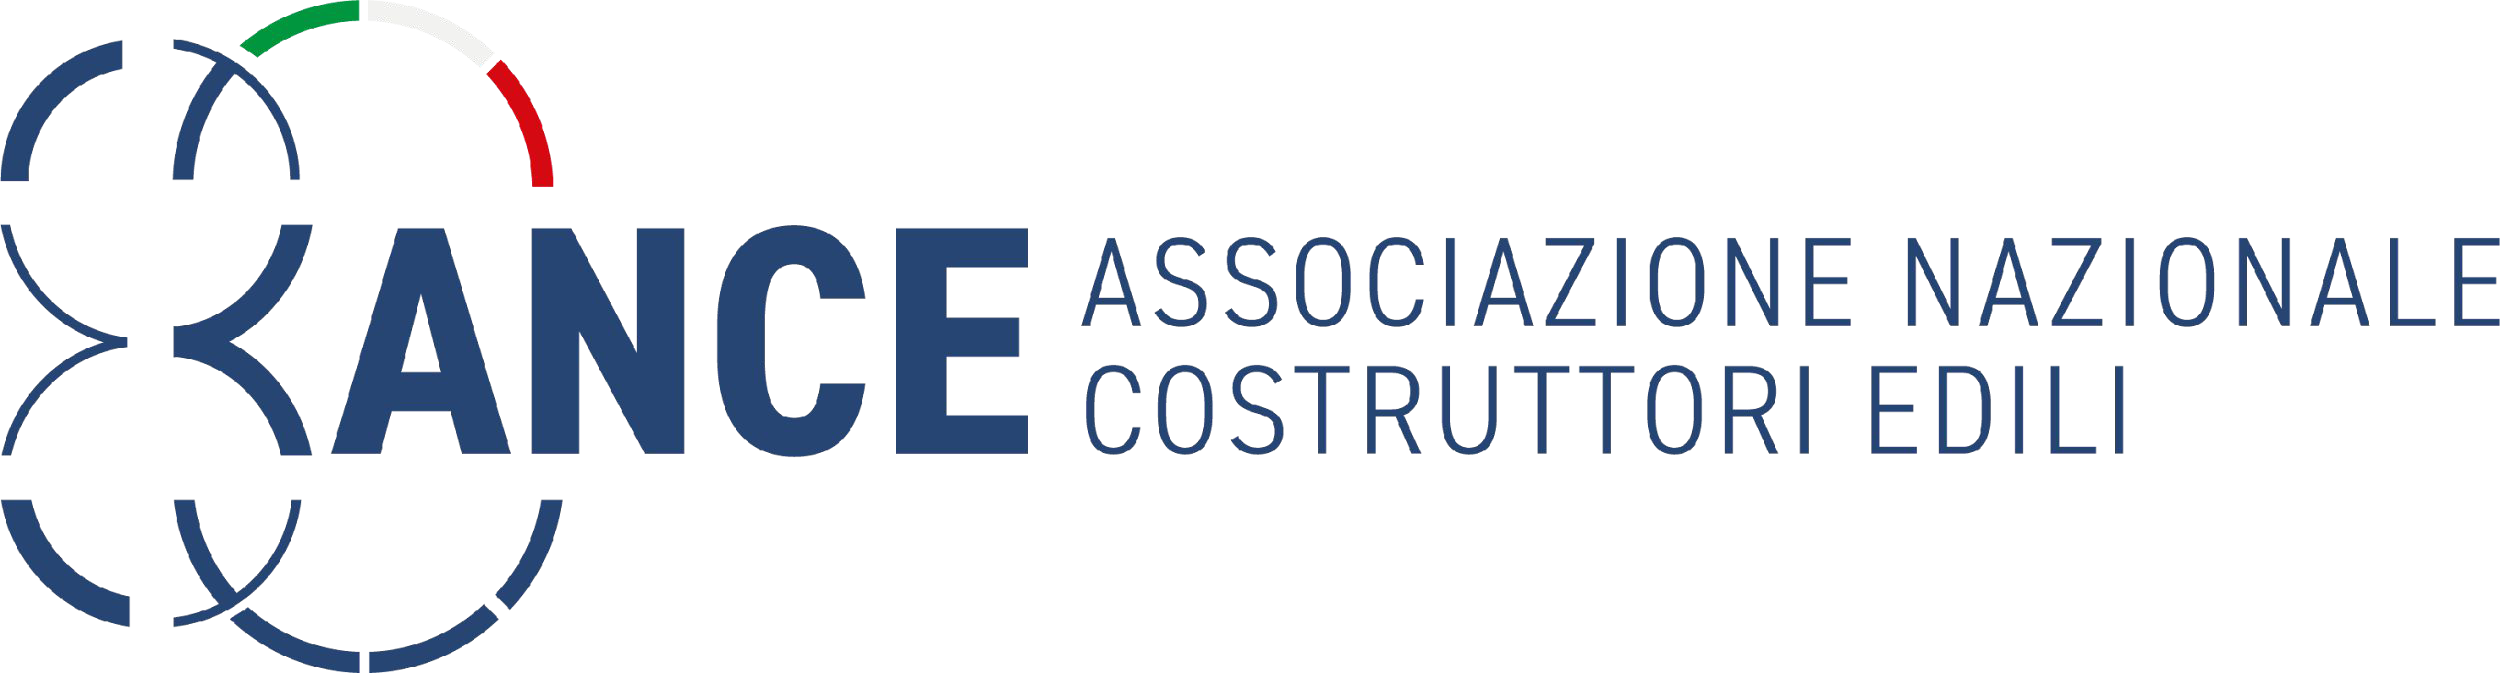 ANCE
ASSOCIAZIONE NAZIONALE
COSTRUTTORI EDILI